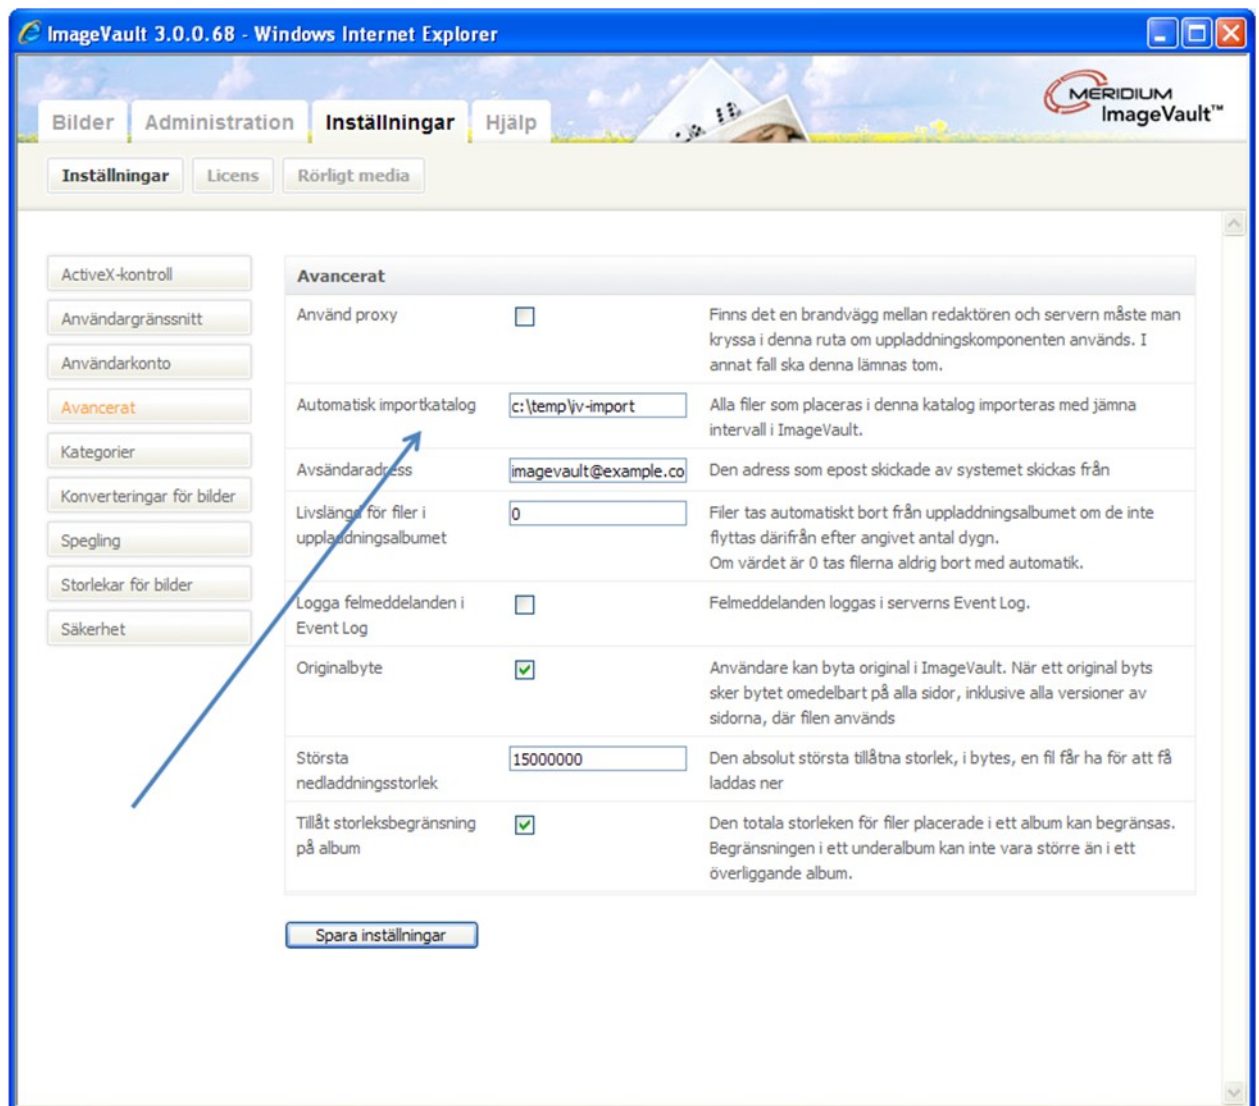 ImageVault 3.0.0.68 - Windows Internet Explorer
MERIDIUM
ImageVault™
Bilder Administration Inställningar Hjälp
Inställningar Licens Rörligt media
ActiveX-kontroll
Användargränssnitt
Användarkonto
Avancerat
Kategorier
Konverteringar för bilder
Spegling
Storlekar för bilder
Säkerhet
Avancerat
Använd proxy
Finns det en brandvägg mellan redaktören och servern måste man
kryssa i denna ruta om uppladdningskomponenten används. I
annat fall ska denna lämnas tom.
Automatisk importkatalog c:\temp\iv-import
Alla filer som placeras i denna katalog importeras med jämna
intervall i ImageVault.
Avsändaradress imagevault@example.co Den adress som epost skickade av systemet skickas från
Livslängd för filer i
uppladdningsalbumet
0
Filer tas automatiskt bort från uppladdningsalbumet om de inte
flyttas därifrån efter angivet antal dygn.
Om värdet är 0 tas filerna aldrig bort med automatik.
Logga felmeddelanden i
Event Log
Felmeddelanden loggas i serverns Event Log.
Originalbyte
Användare kan byta original i ImageVault. När ett original byts
sker bytet omedelbart på alla sidor, inklusive alla versioner av
sidorna, där filen används
Största
nedladdningsstorlek
15000000
Den absolut största tillåtna storlek, i bytes, en fil får ha för att få
laddas ner
Tillåt storleksbegränsning
på album
Den totala storleken för filer placerade i ett album kan begränsas.
Begränsningen i ett underalbum kan inte vara större än i ett
överliggande album.
Spara inställningar